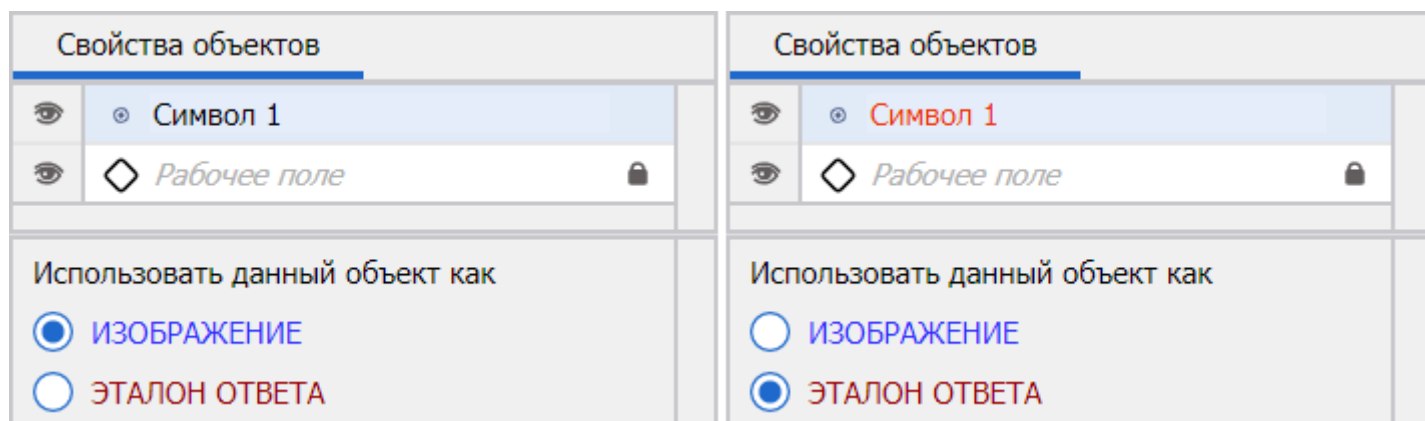 Свойства объектов
Символ 1
Рабочее поле
Использовать данный объект как
ИЗОБРАЖЕНИЕ
ЭТАЛОН ОТВЕТА
Свойства объектов
Символ 1
Рабочее поле
Использовать данный объект как
ИЗОБРАЖЕНИЕ
ЭТАЛОН ОТВЕТА